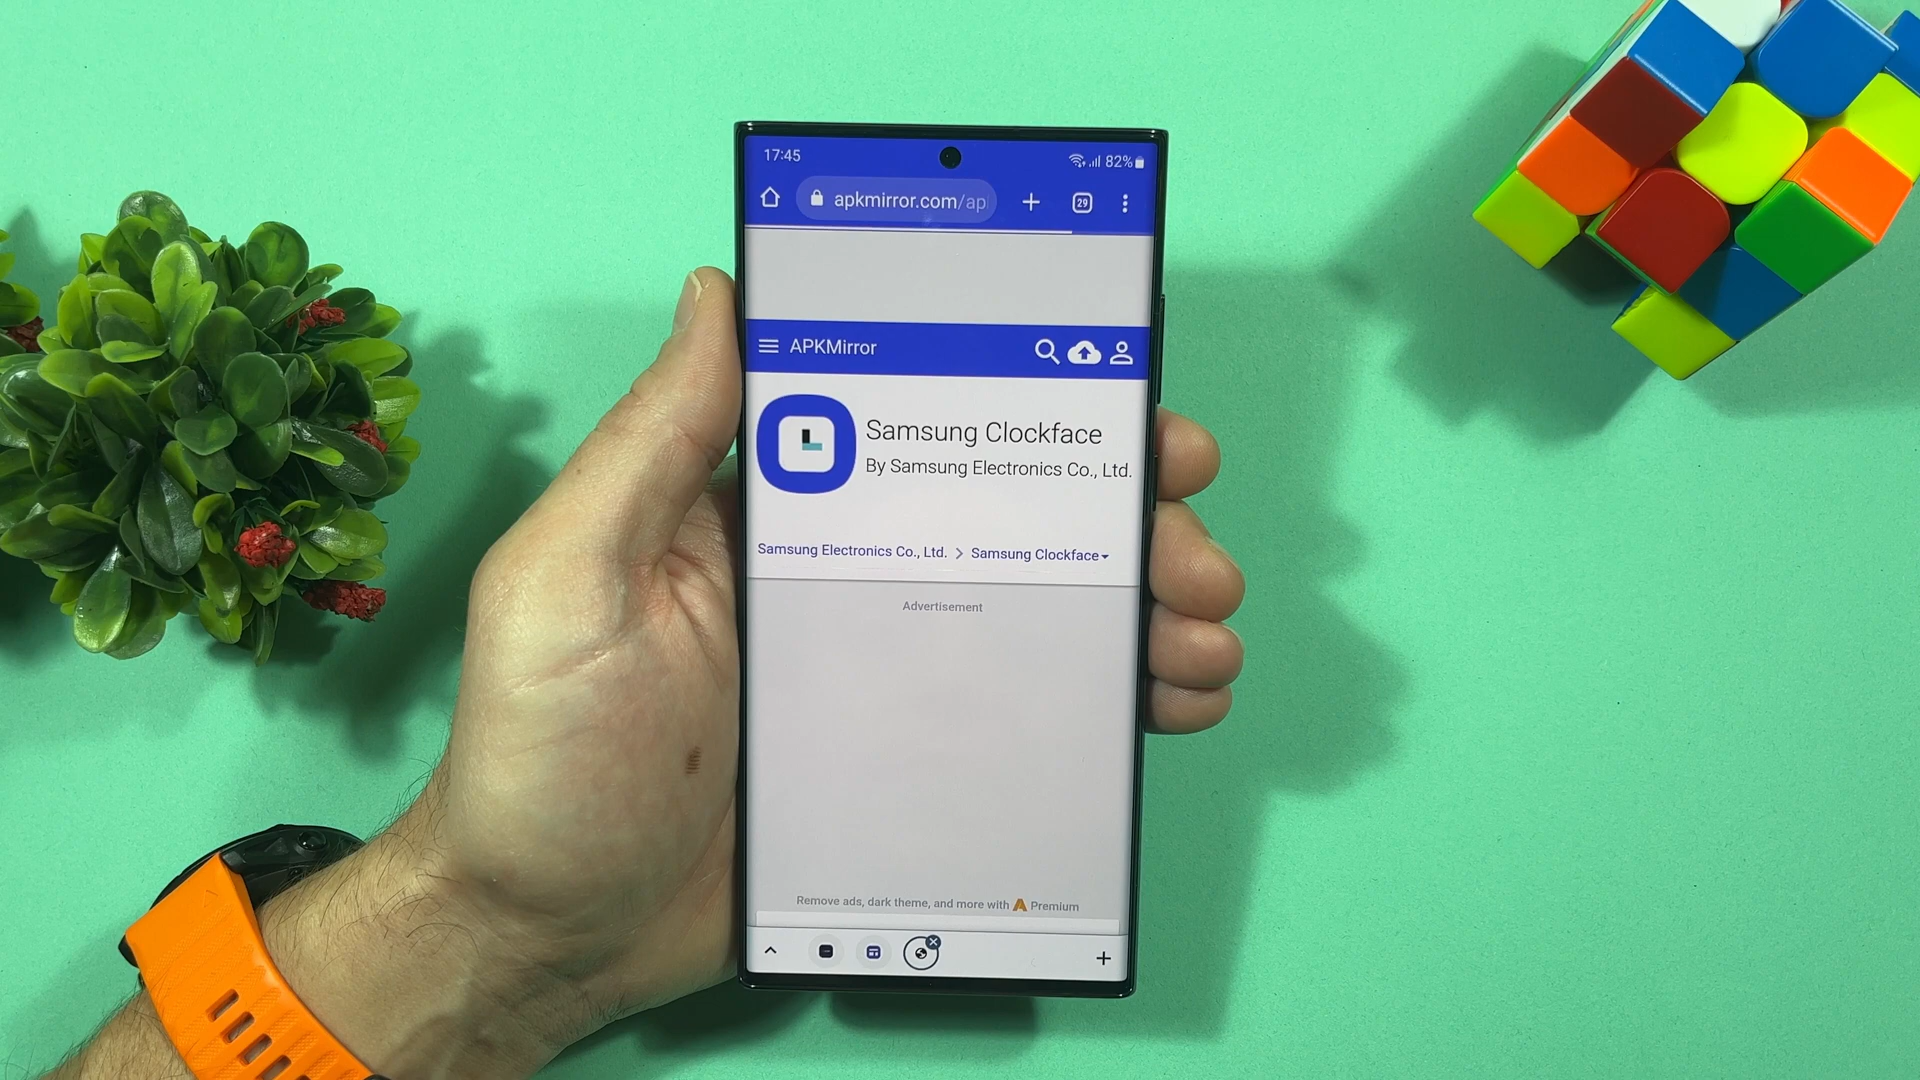 17:45
82%
apkmirror.com/ap
29
APKMirror
Samsung Clockface
By Samsung Electronics Co., Ltd.
Samsung Electronics Co., Ltd. > Samsung Clockface
Advertisement
Remove ads, dark theme, and more with Premium